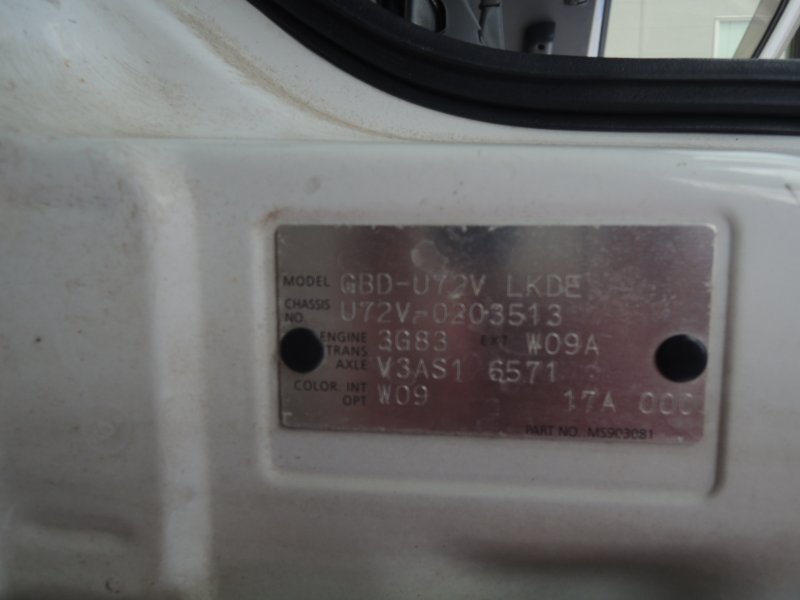 MODEL GBD-U72V LKDE
CHASSIS NO. U72V-0203513
ENGINE 3G83 EXT W09A
TRANS AXLE V3AS1 6571
COLOR INT OPT W09 17A 000
PART NO. MS903081